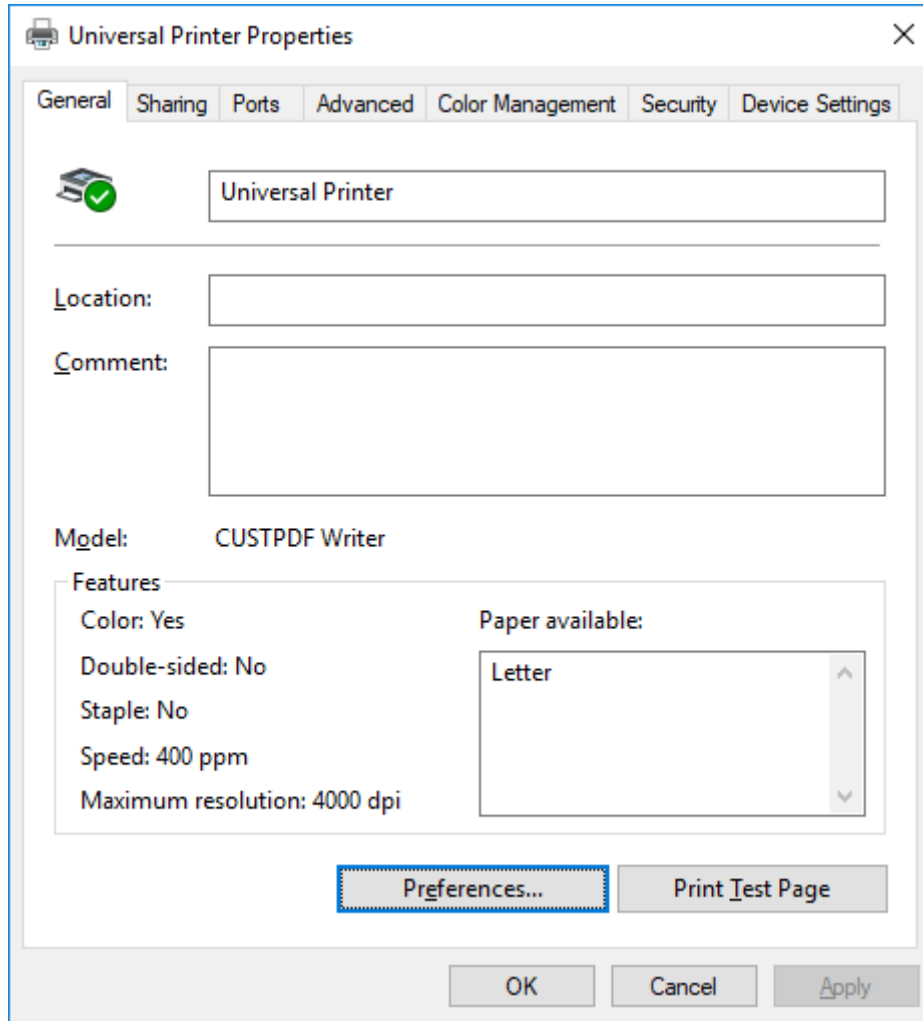 Universal Printer Properties
General Sharing Ports Advanced Color Management Security Device Settings
Universal Printer
Location:
Comment:
Model: CUSTPDF Writer
Features
Color: Yes
Paper available:
Double-sided: No
Letter
Staple: No
Speed: 400 ppm
Maximum resolution: 4000 dpi
Preferences... Print Test Page
OK Cancel Apply